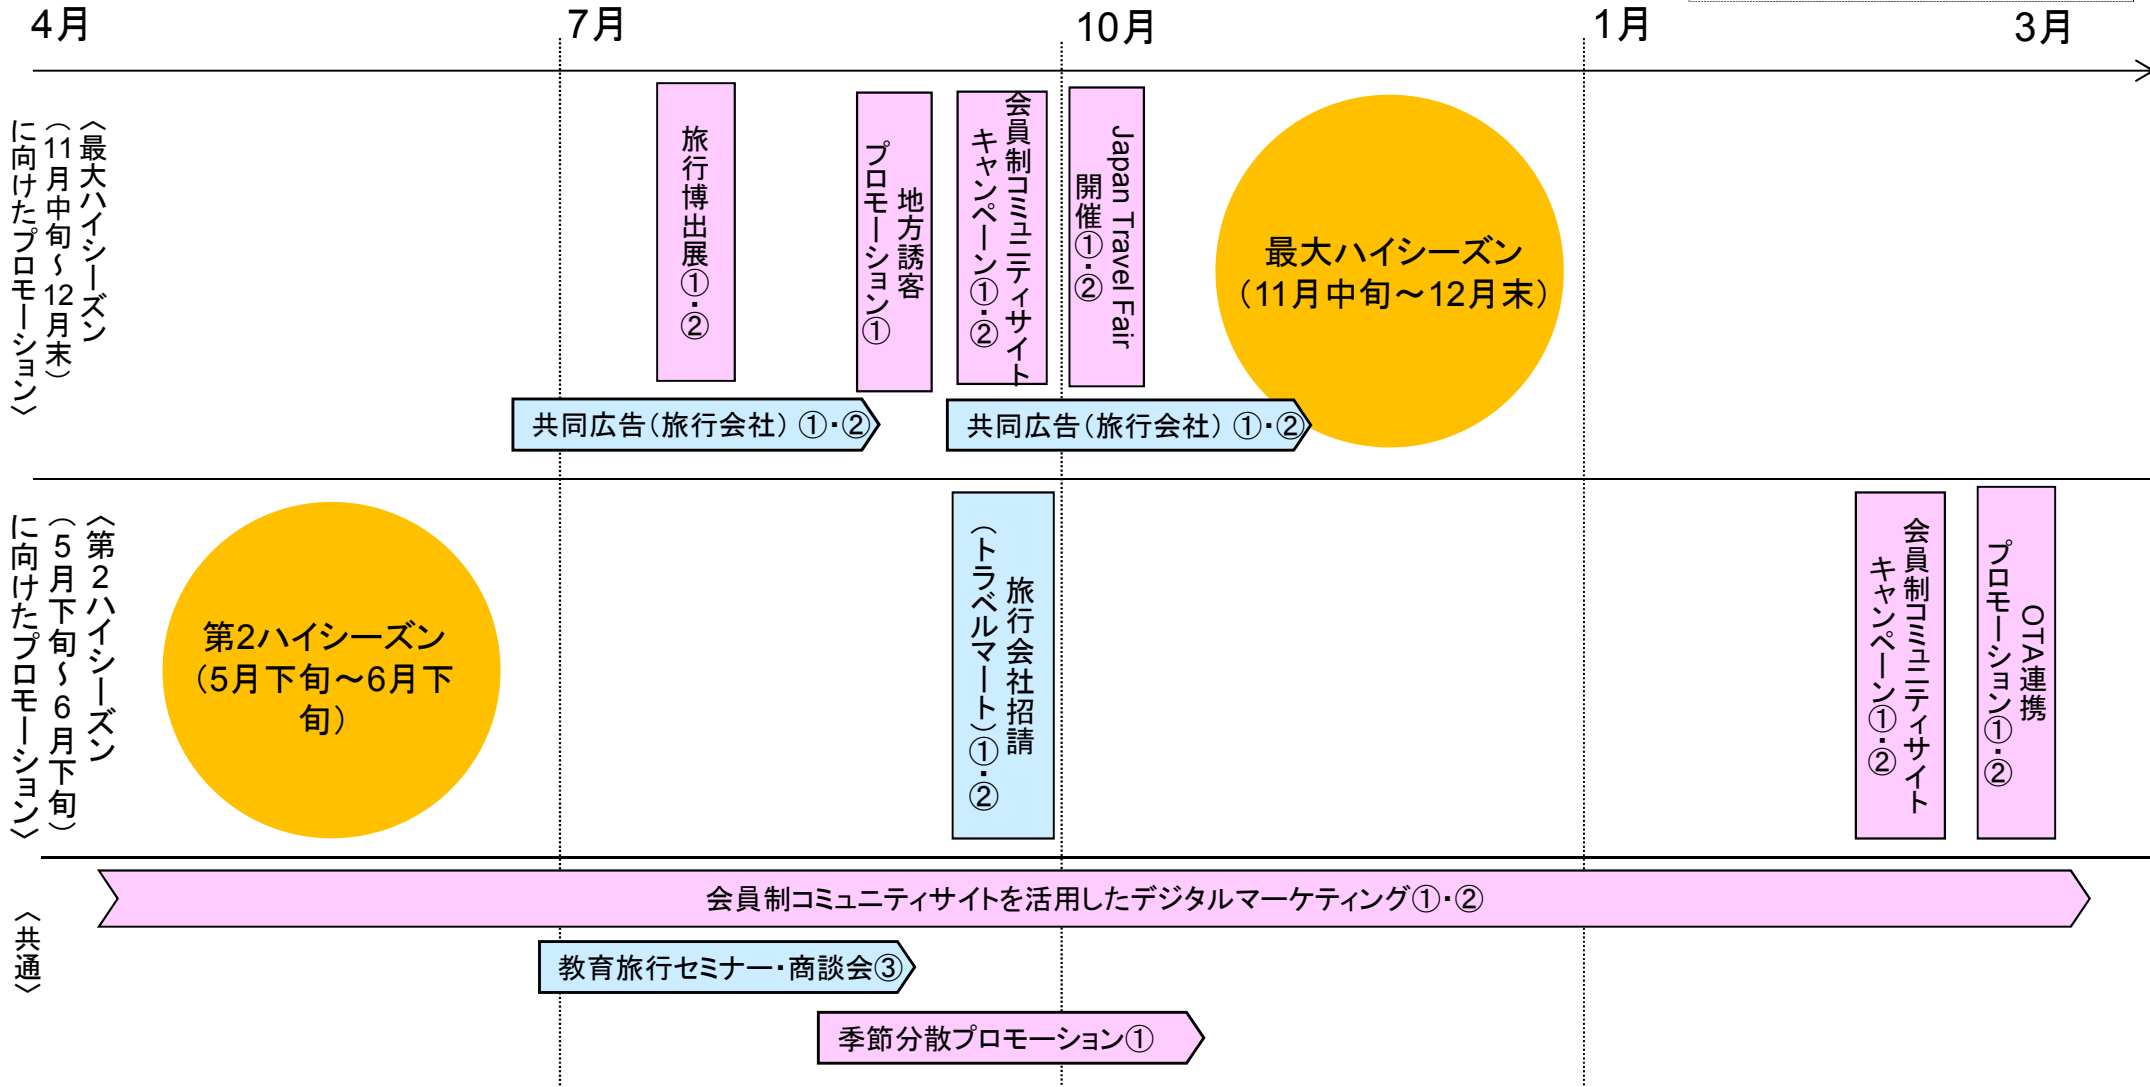 4月
7月
10月
1月
3月
〈最大ハイシーズン
（11月中旬～12月末）
に向けたプロモーション〉
旅行博出展①・②
地方誘客
プロモーション①
会員制コミュニティサイト
キャンペーン①・②
Japan Travel Fair
開催①・②
最大ハイシーズン
（11月中旬～12月末）
共同広告（旅行会社）①・②
共同広告（旅行会社）①・②
〈第2ハイシーズン
（5月下旬～6月下旬）
に向けたプロモーション〉
第2ハイシーズン
（5月下旬～6月下
旬）
旅行会社招請
（トラベルマート）①・②
会員制コミュニティサイト
キャンペーン①・②
OTA連携
プロモーション①・②
〈共通〉
会員制コミュニティサイトを活用したデジタルマーケティング①・②
教育旅行セミナー・商談会③
季節分散プロモーション①